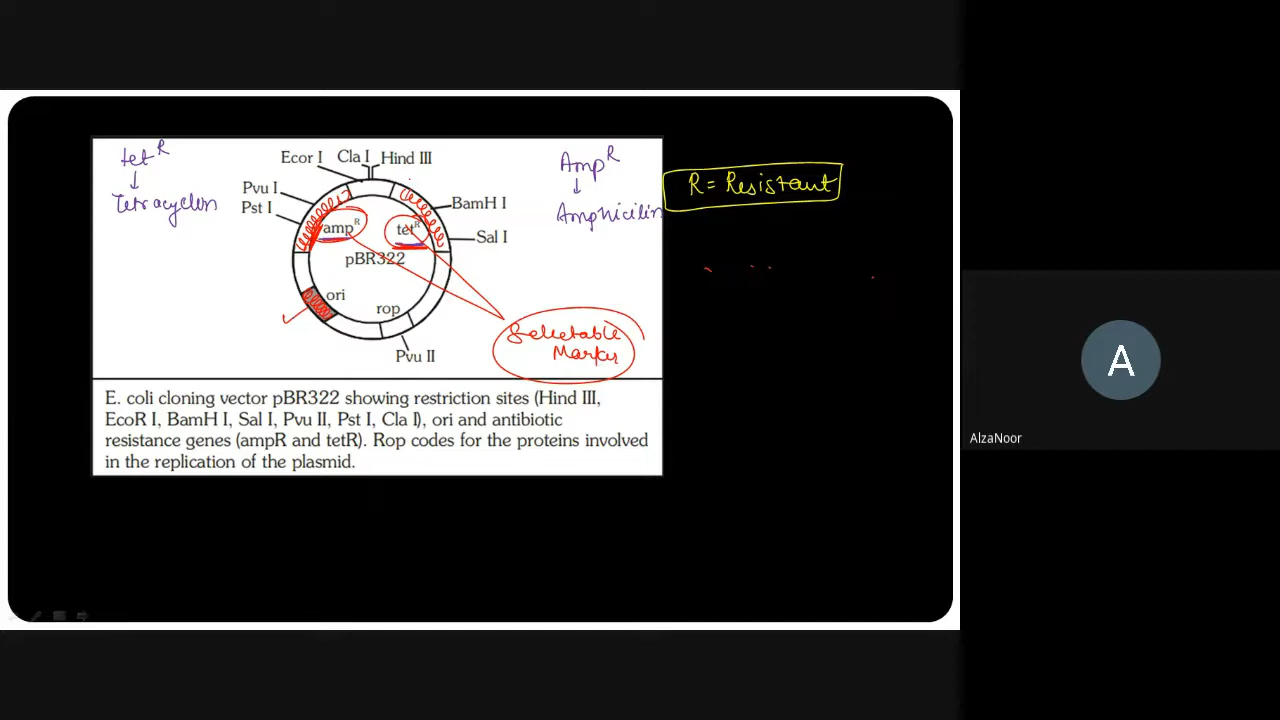 tet R
Tetracyclin
Amp R
Amphicilin
R = Resistant
Ecor I
Cla I
Hind III
Pvu I
Pst I
BamH I
Sal I
amp R
tet R
pBR322
ori
rop
Pvu II
Selectable
Marker
E. coli cloning vector pBR322 showing restriction sites (Hind III,
EcoR I, BamH I, Sal I, Pvu II, Pst I, Cla I), ori and antibiotic
resistance genes (ampR and tetR). Rop codes for the proteins involved
in the replication of the plasmid.
A
AlzaNoor